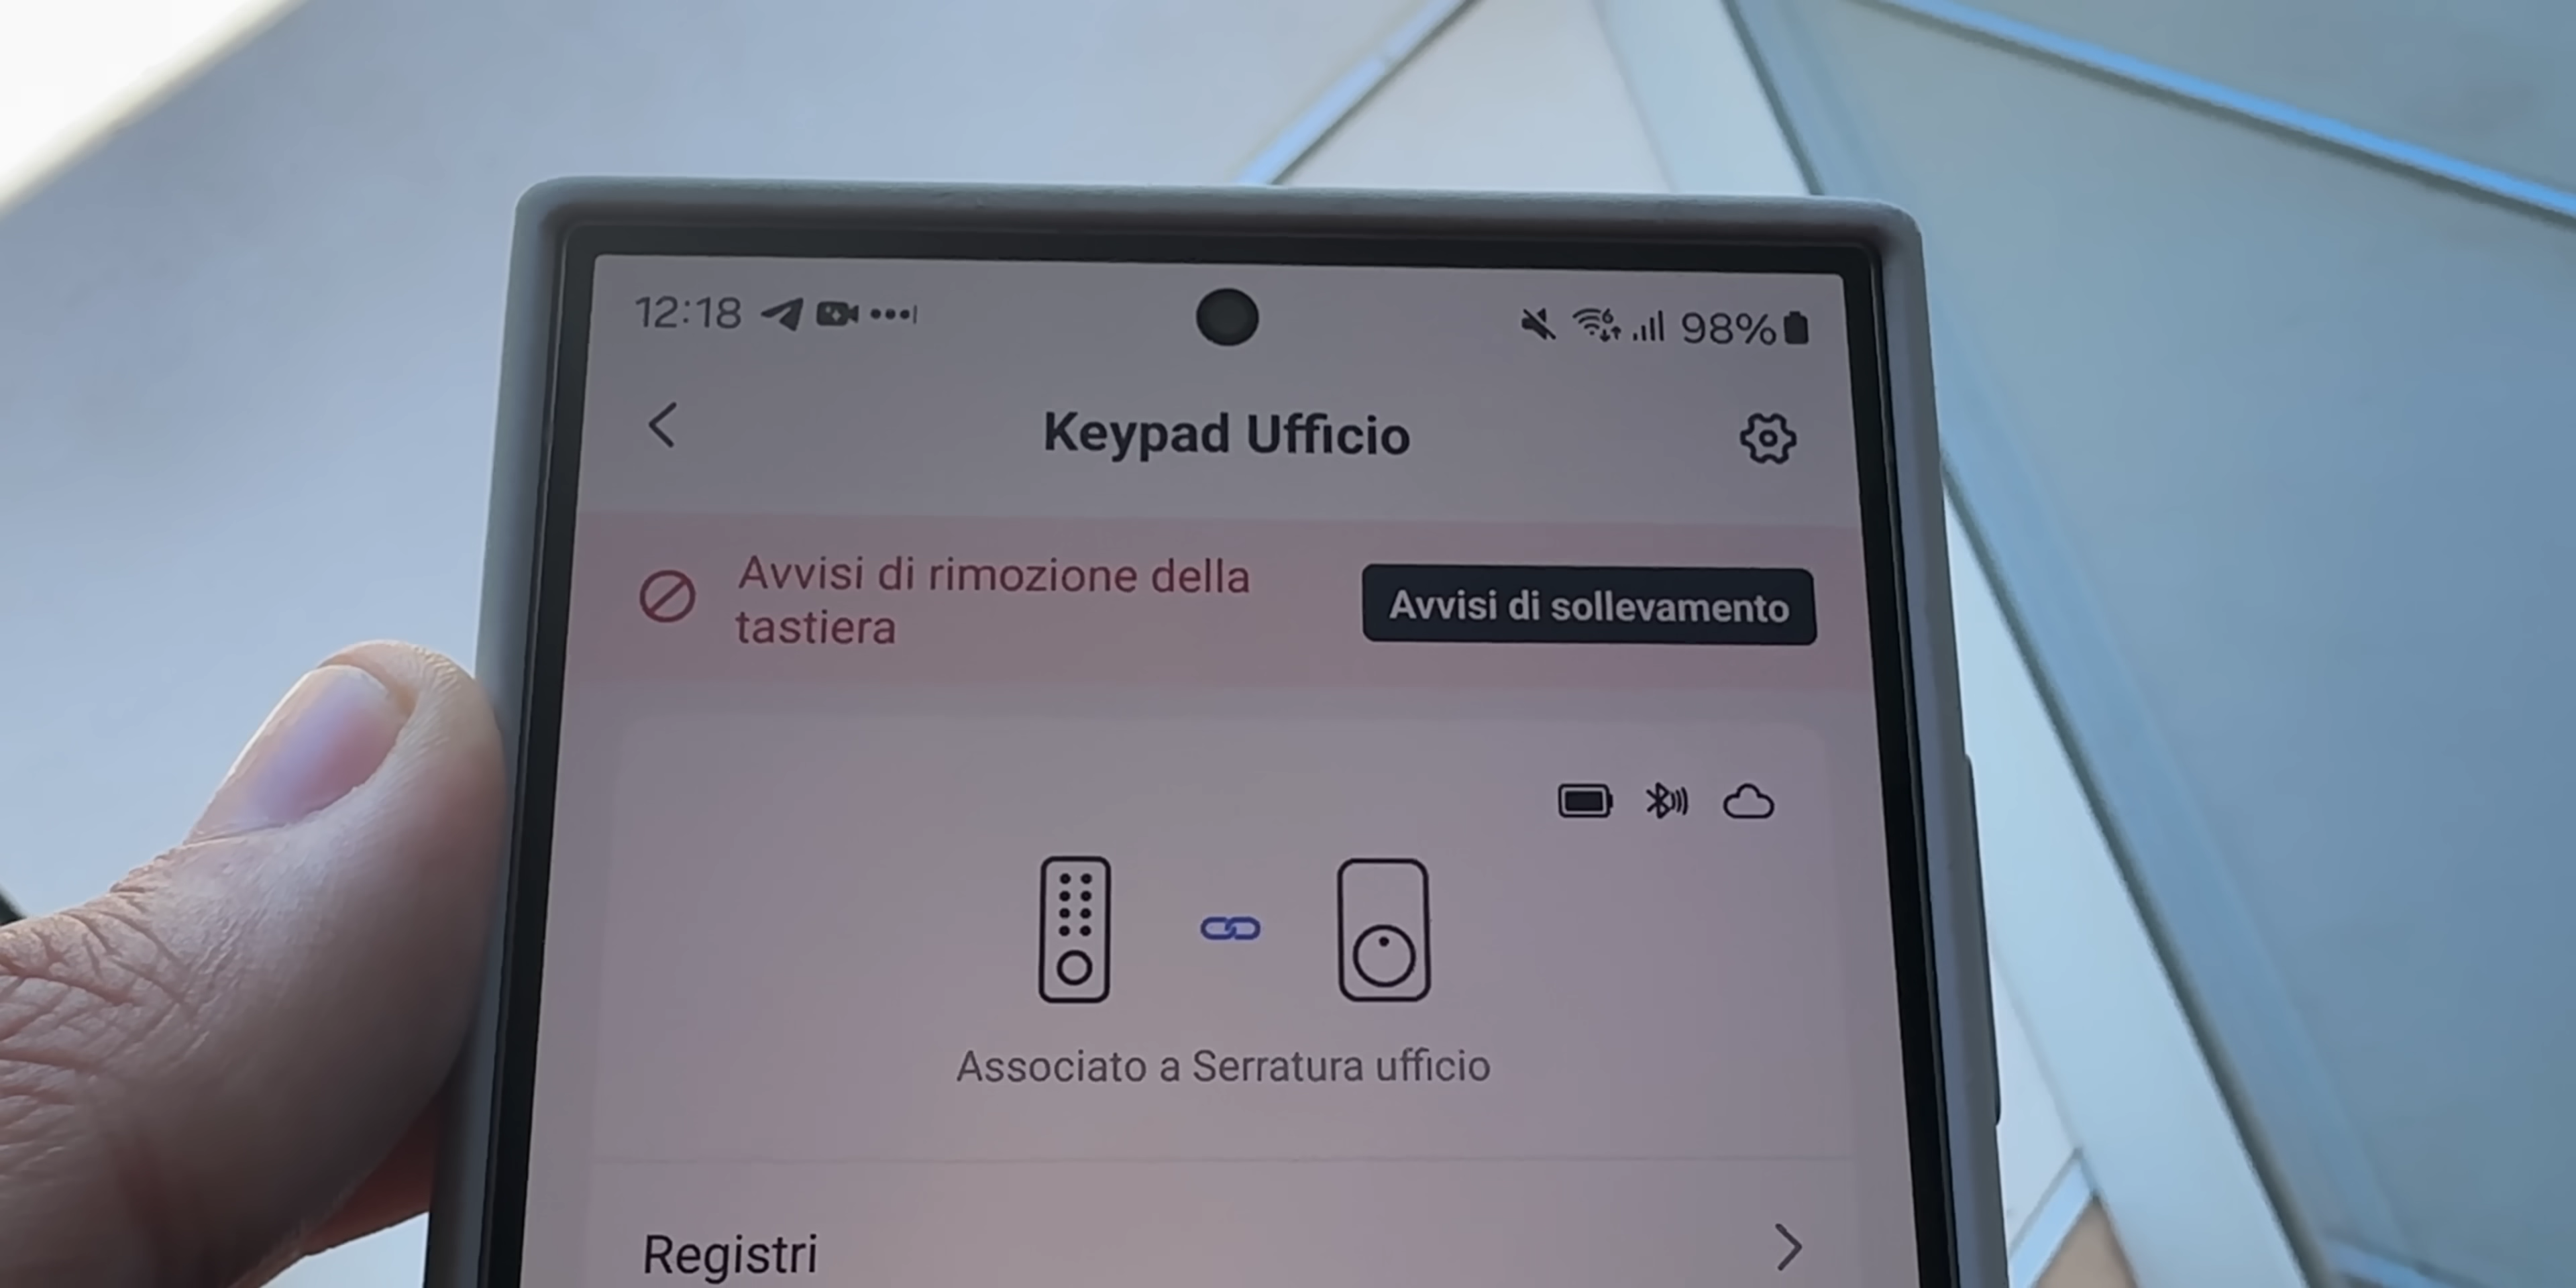 12:18
98%
Keypad Ufficio
Avvisi di rimozione della
tastiera
Avvisi di sollevamento
Associato a Serratura ufficio
Registri